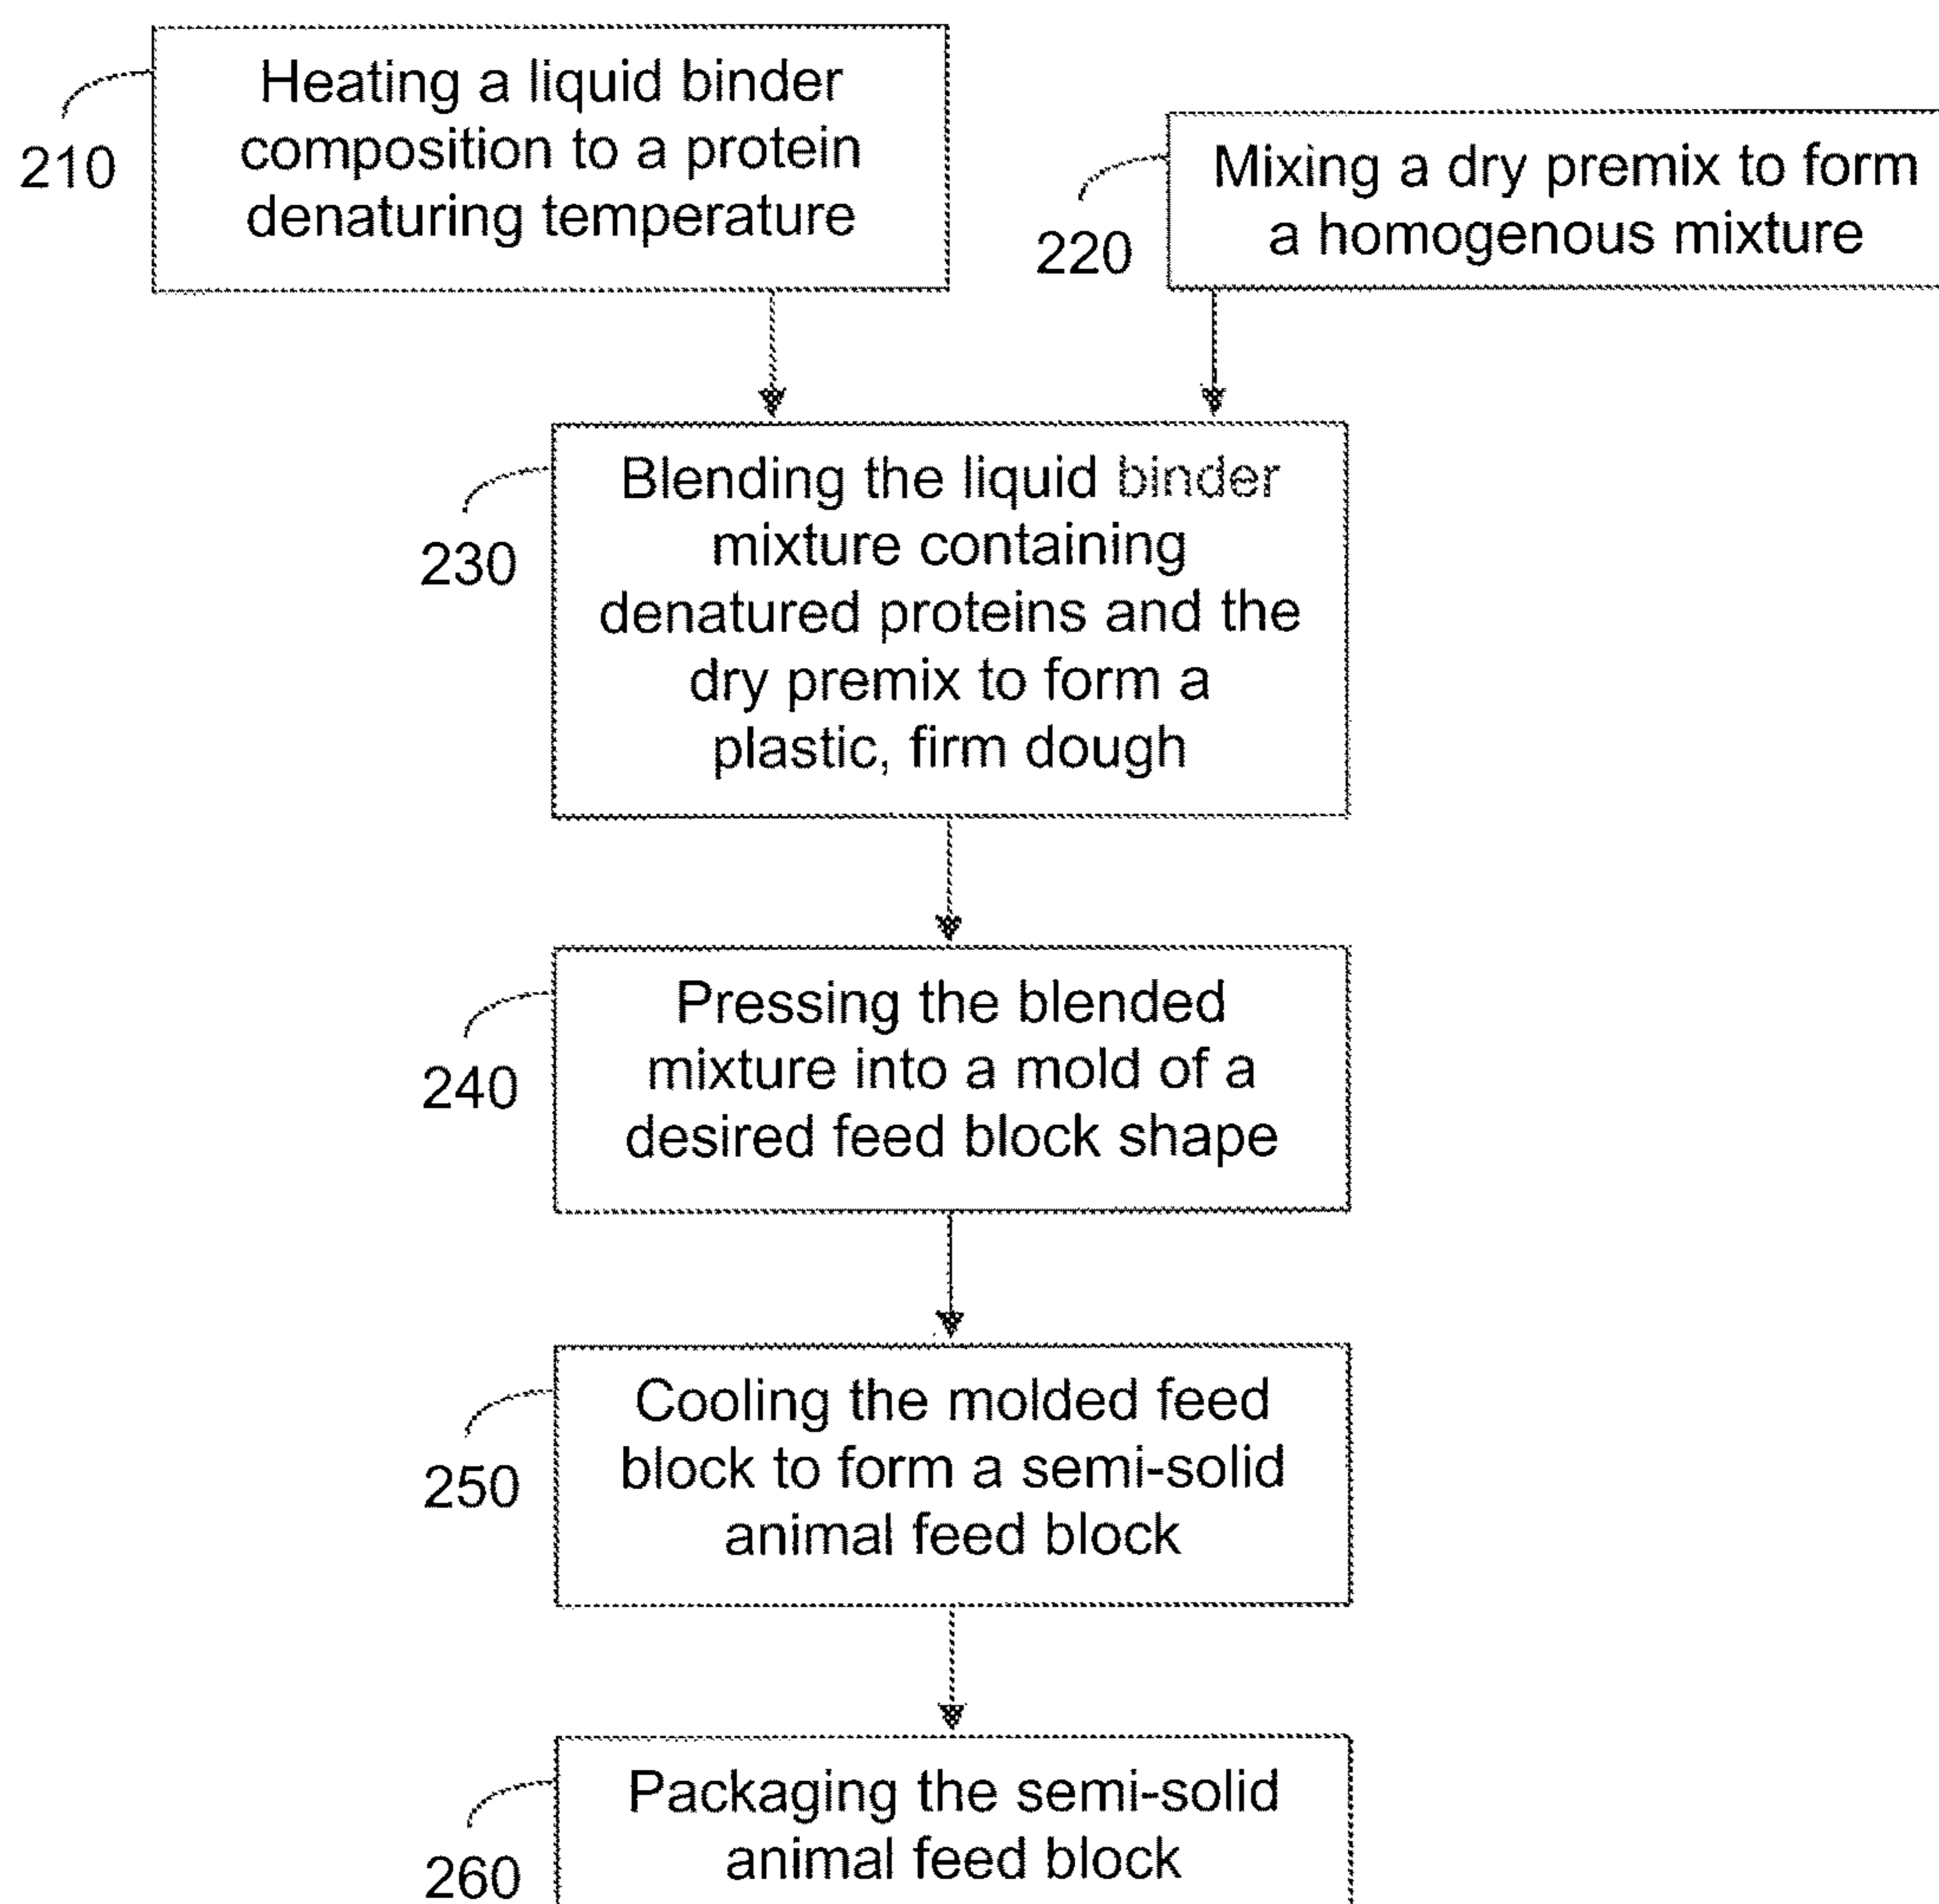 Heating a liquid binder
composition to a protein
denaturing temperature
210
Mixing a dry premix to form
a homogenous mixture
220
Blending the liquid binder
mixture containing
denatured proteins and the
dry premix to form a
plastic, firm dough
230
Pressing the blended
mixture into a mold of a
desired feed block shape
240
Cooling the molded feed
block to form a semi-solid
animal feed block
250
Packaging the semi-solid
animal feed block
260